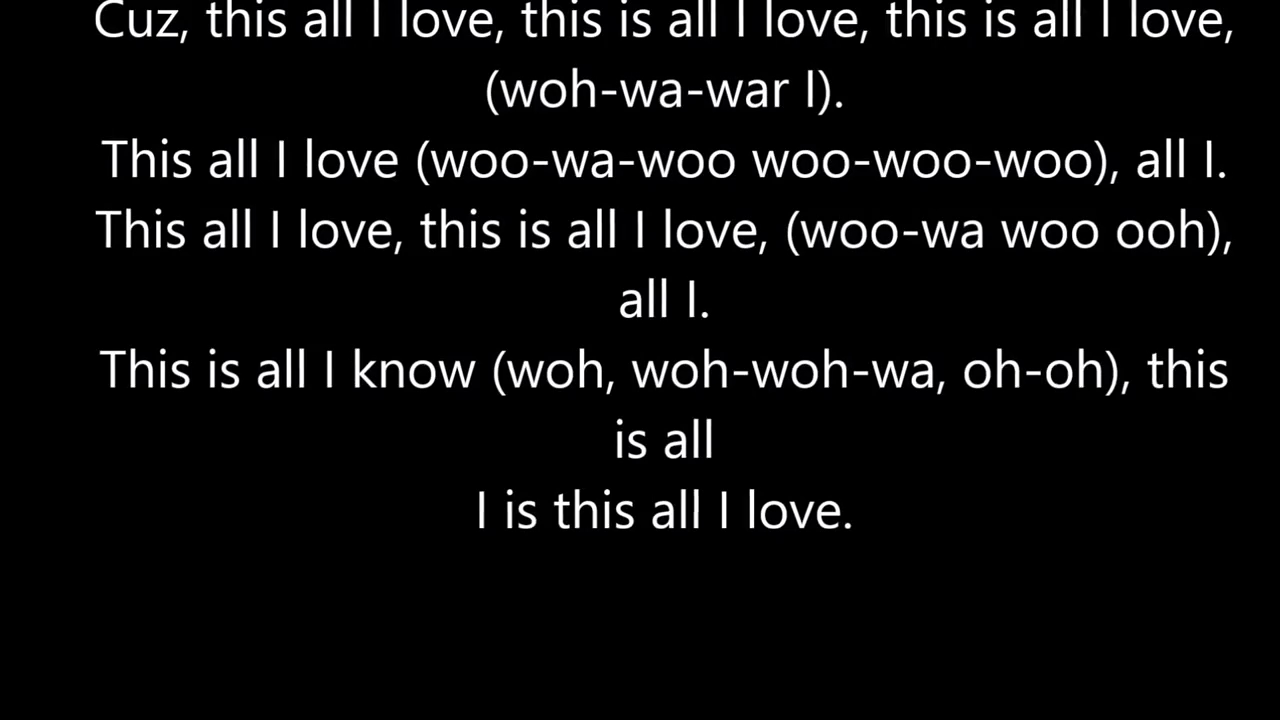 Cuz, this all I love, this is all I love, this is all I love,
(woh-wa-war I).
This all I love (woo-wa-woo woo-woo-woo), all I.
This all I love, this is all I love, (woo-wa woo ooh),
all I.
This is all I know (woh, woh-woh-wa, oh-oh), this
is all
I is this all I love.